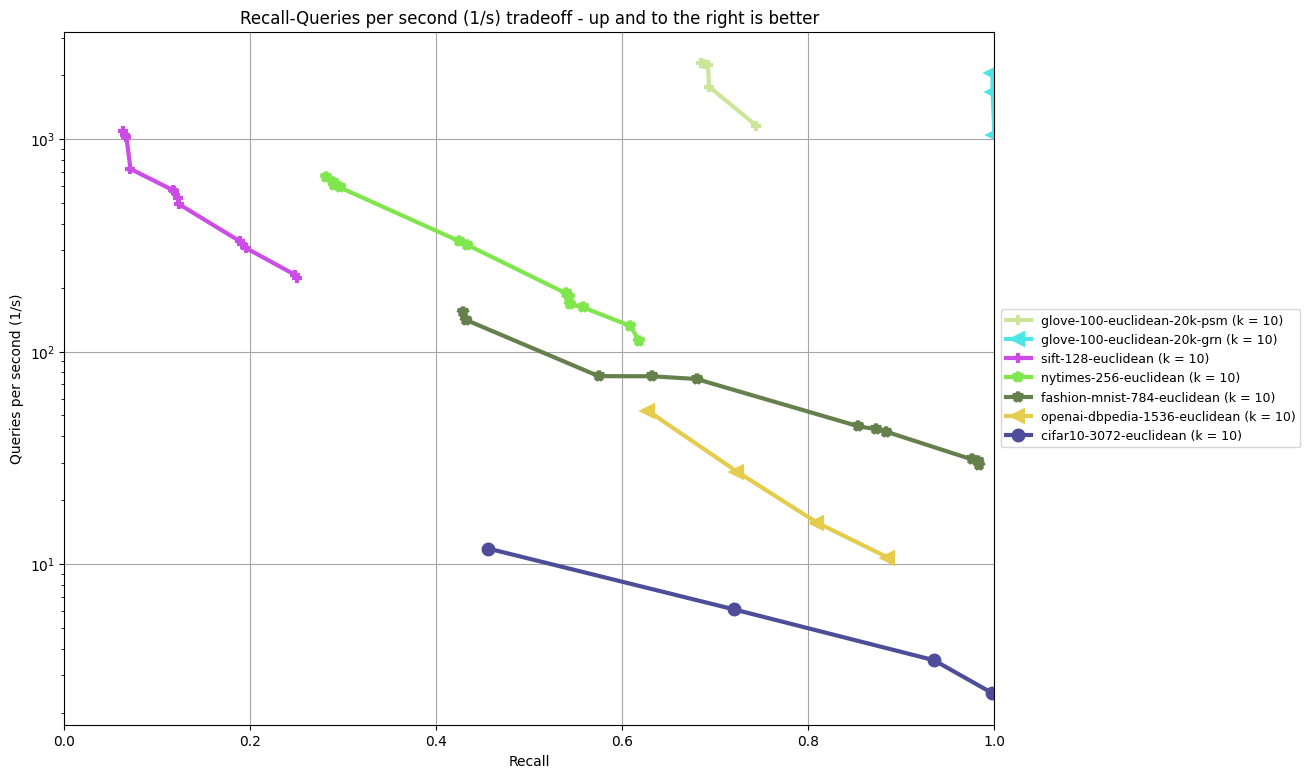 Recall-Queries per second (1/s) tradeoff - up and to the right is better
Queries per second (1/s)
10³
10²
10¹
0.0 0.2 0.4 0.6 0.8 1.0
Recall
glove-100-euclidean-20k-psm (k = 10)
glove-100-euclidean-20k-grn (k = 10)
sift-128-euclidean (k = 10)
nytimes-256-euclidean (k = 10)
fashion-mnist-784-euclidean (k = 10)
openai-dbpedia-1536-euclidean (k = 10)
cifar10-3072-euclidean (k = 10)